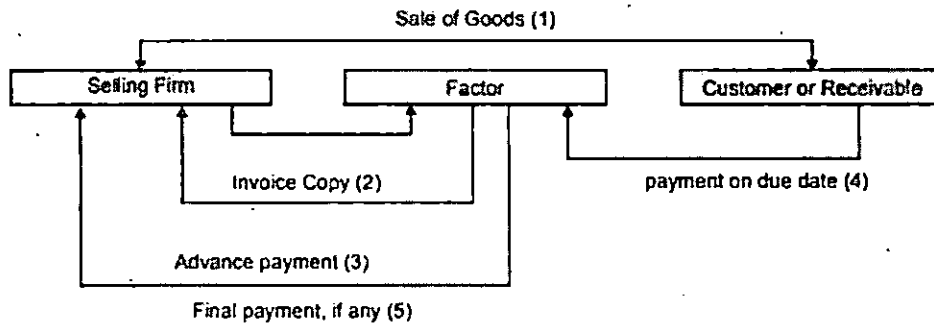 Sale of Goods (1)
Selling Firm
Factor
Customer or Receivable
Invoice Copy (2)
payment on due date (4)
Advance payment (3)
Final payment, if any (5)